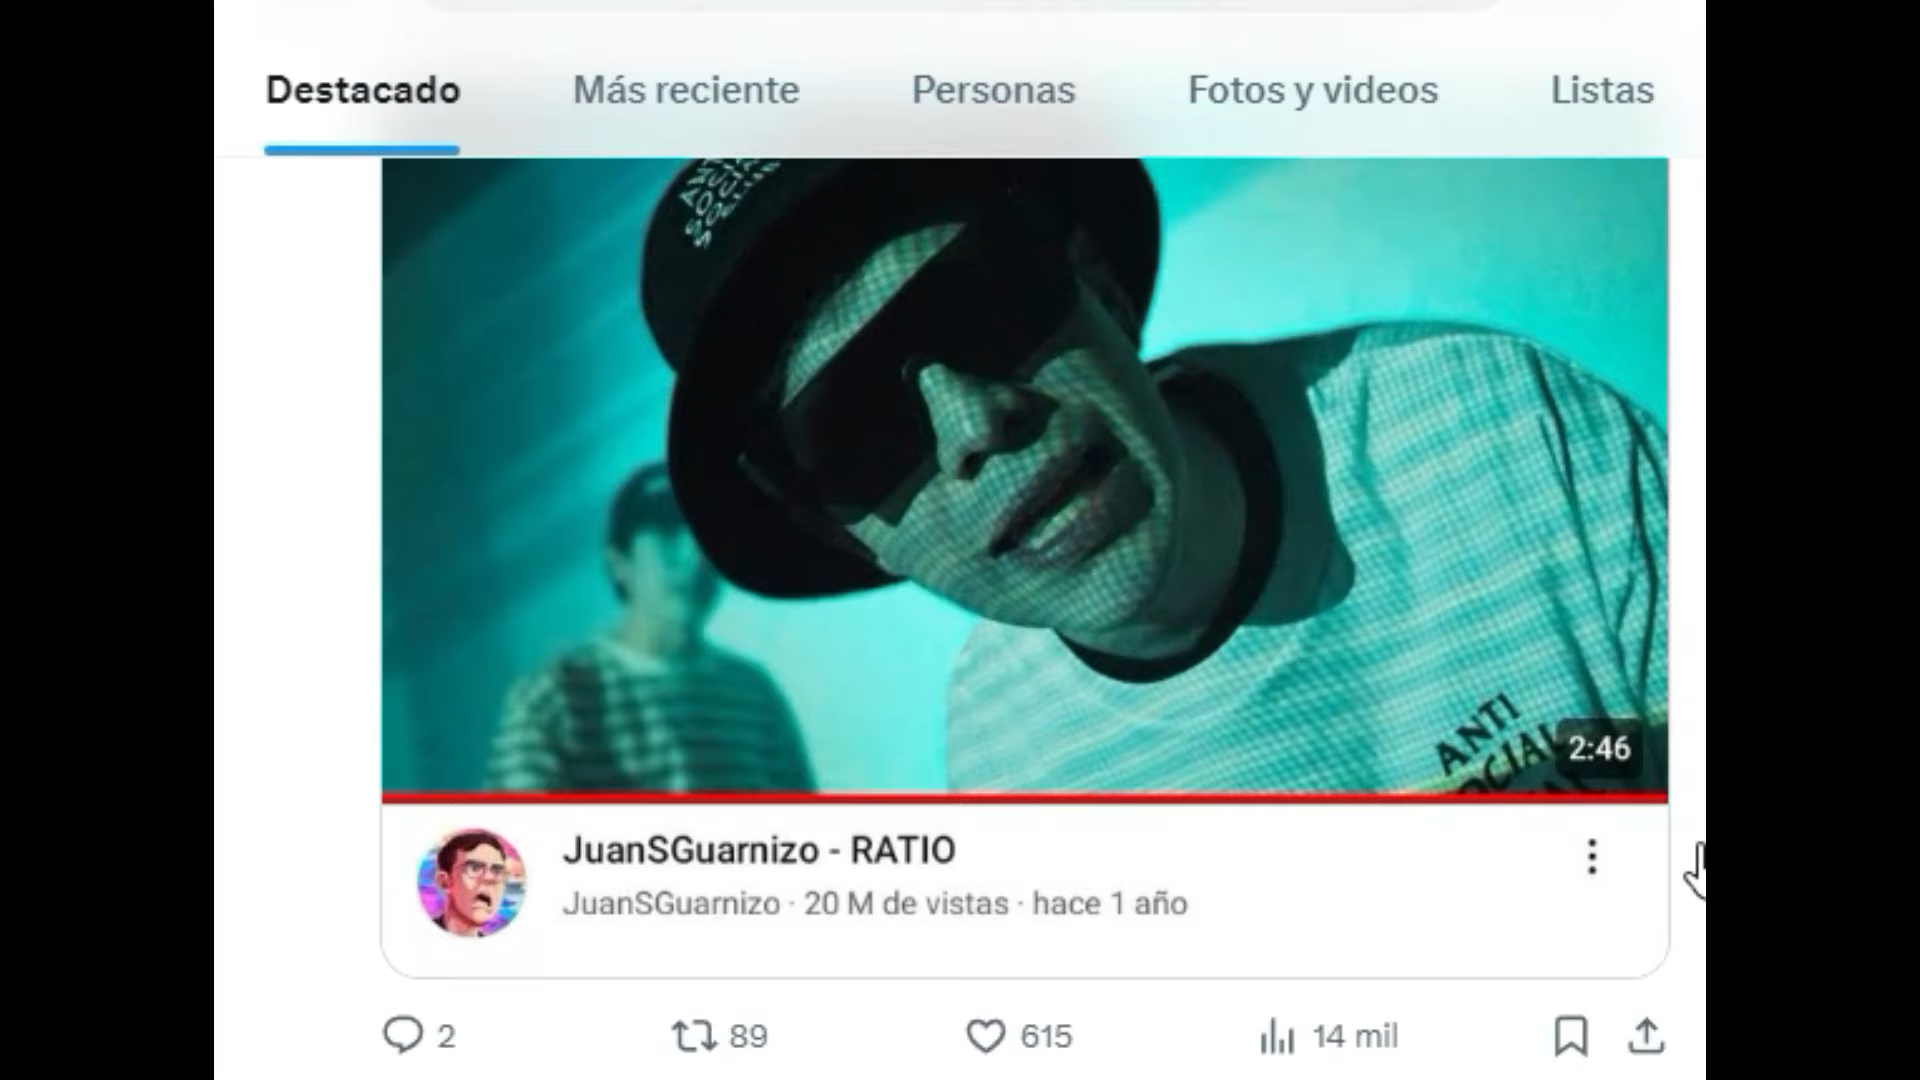 Destacado Más reciente Personas Fotos y videos Listas
ANTI
SOCIAL
2:46
JuanSGuarnizo - RATIO
JuanSGuarnizo · 20 M de vistas · hace 1 año
2 89 615 14 mil